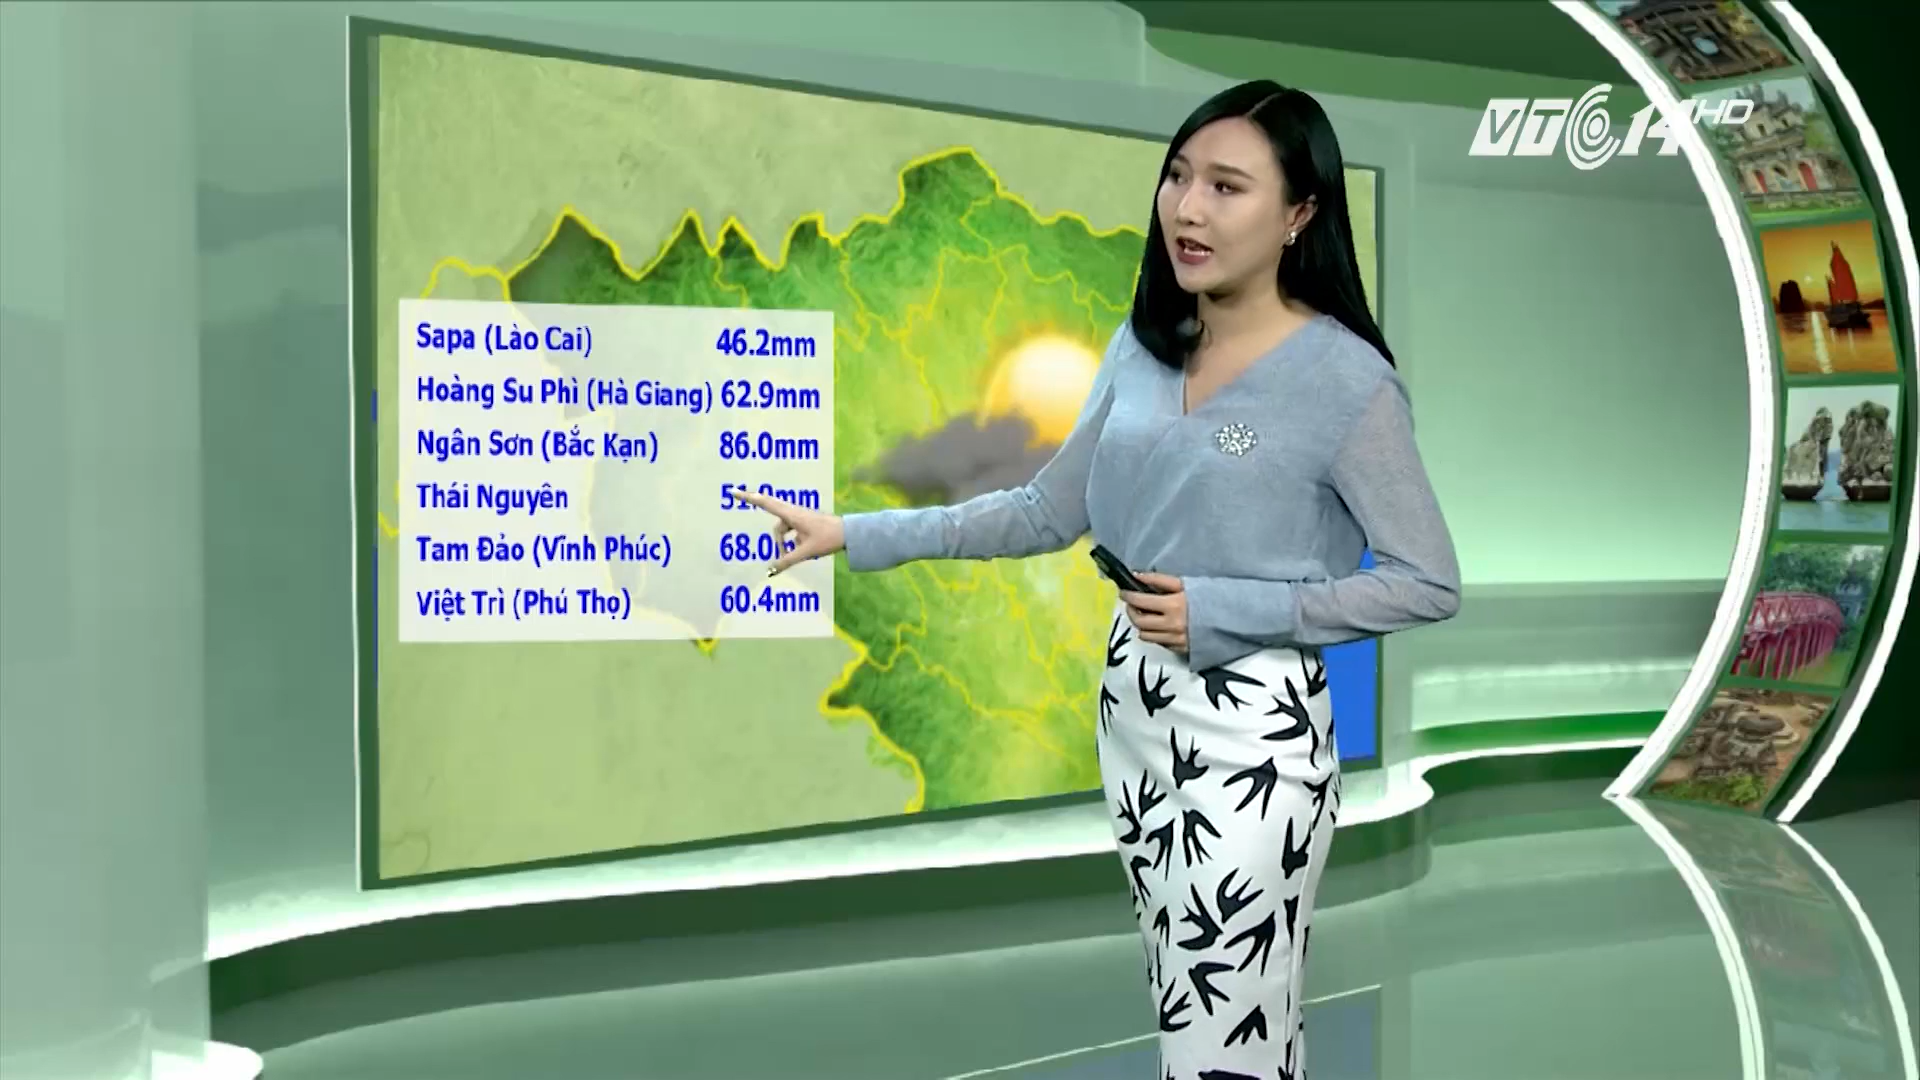 VTC14 HD
Sapa (Lào Cai) 46.2mm
Hoàng Su Phì (Hà Giang) 62.9mm
Ngân Sơn (Bắc Kạn) 86.0mm
Thái Nguyên
Tam Đảo (Vĩnh Phúc)
Việt Trì (Phú Thọ) 60.4mm